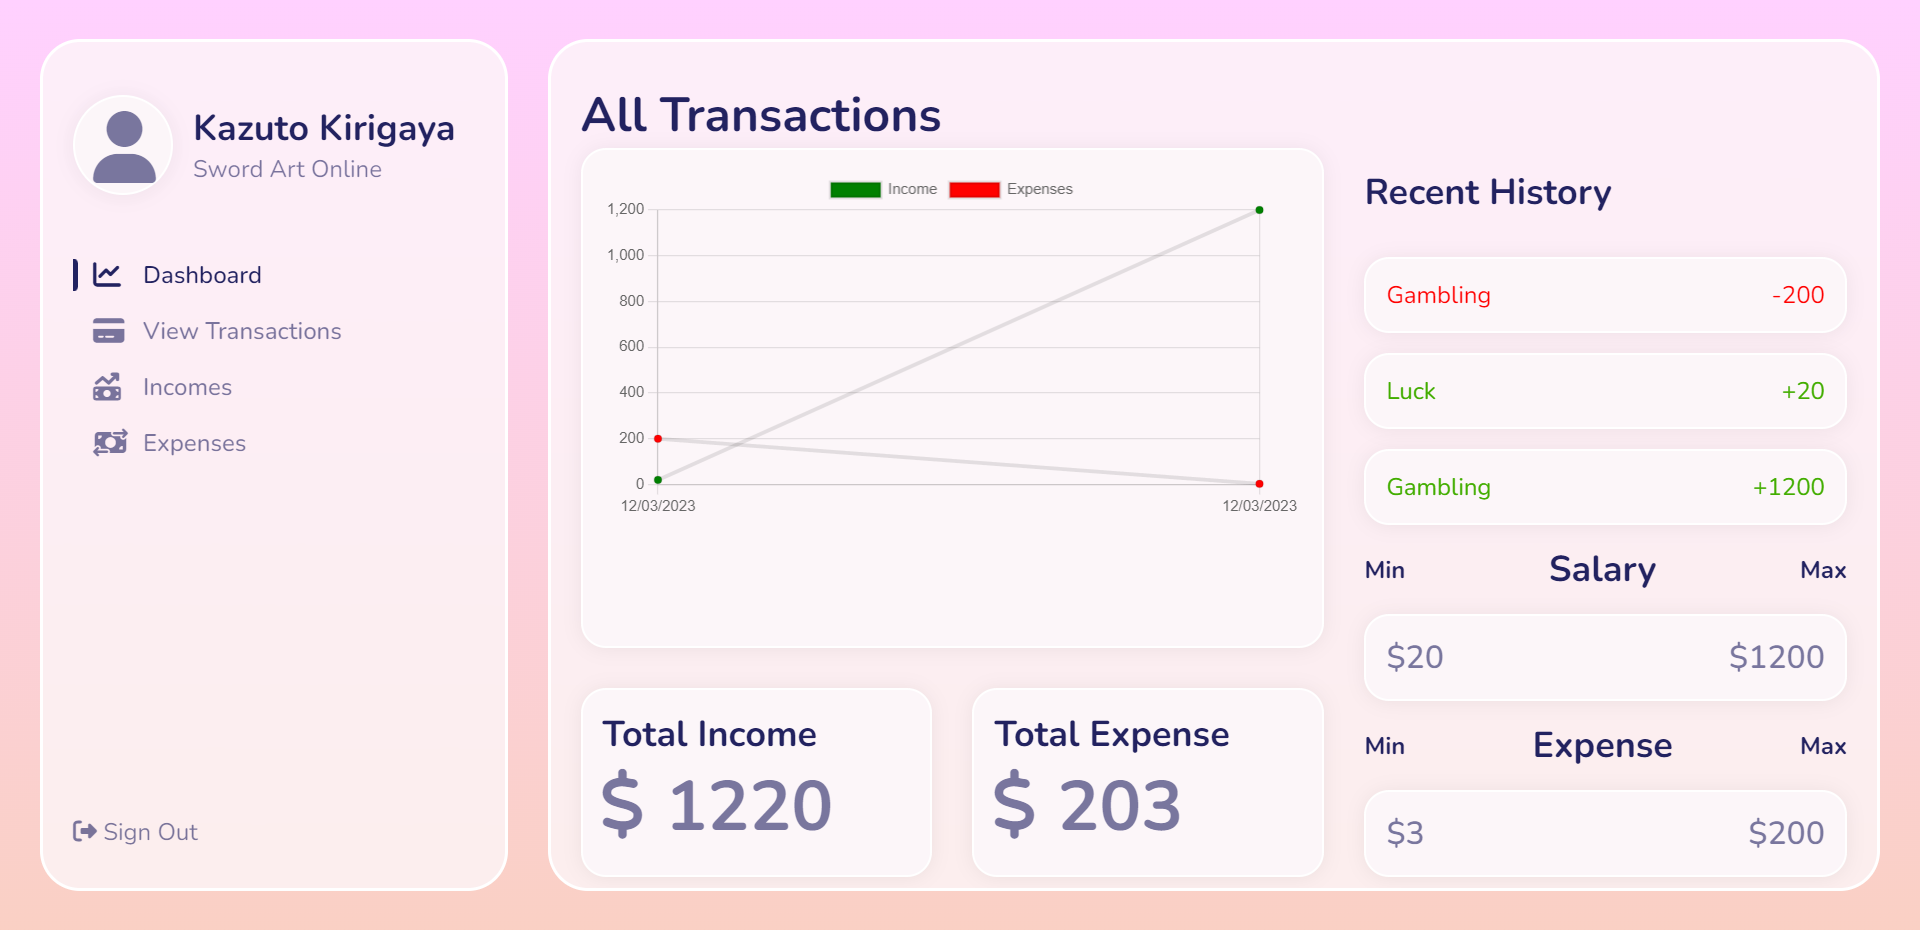 Kazuto Kirigaya
Sword Art Online
Dashboard
View Transactions
Incomes
Expenses
Sign Out
All Transactions
Income Expenses
1,200
1,000
800
600
400
200
0
12/03/2023 12/03/2023
Total Income
$ 1220
Total Expense
$ 203
Recent History
Gambling -200
Luck +20
Gambling +1200
Min Salary Max
$20 $1200
Min Expense Max
$3 $200